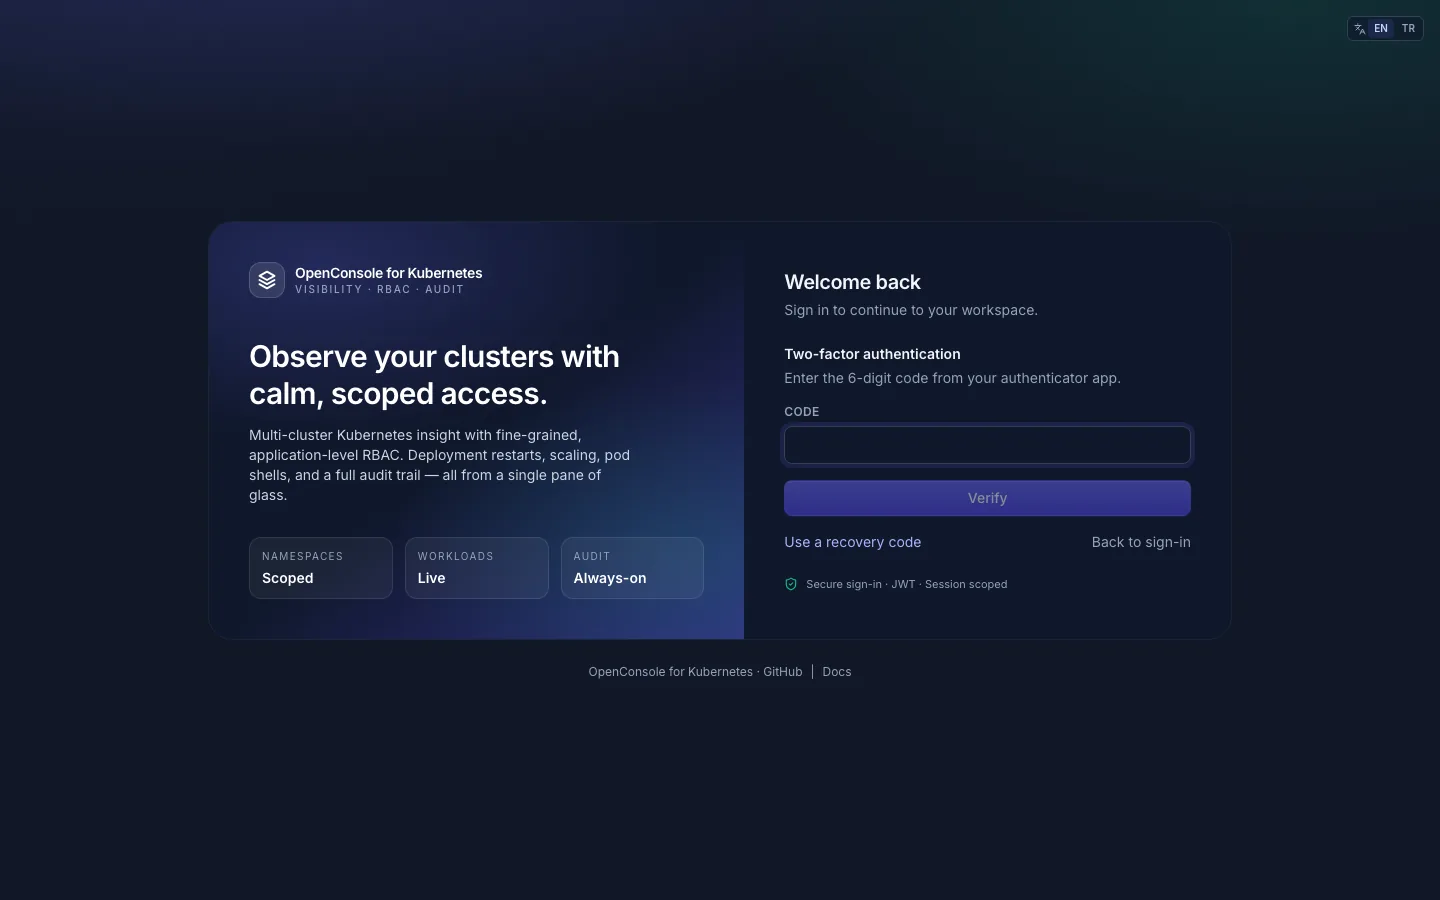 EN TR
OpenConsole for Kubernetes
VISIBILITY · RBAC · AUDIT
Observe your clusters with
calm, scoped access.
Multi-cluster Kubernetes insight with fine-grained,
application-level RBAC. Deployment restarts, scaling, pod
shells, and a full audit trail — all from a single pane of
glass.
NAMESPACES
Scoped
WORKLOADS
Live
AUDIT
Always-on
Welcome back
Sign in to continue to your workspace.
Two-factor authentication
Enter the 6-digit code from your authenticator app.
CODE
Verify
Use a recovery code
Back to sign-in
Secure sign-in · JWT · Session scoped
OpenConsole for Kubernetes · GitHub | Docs